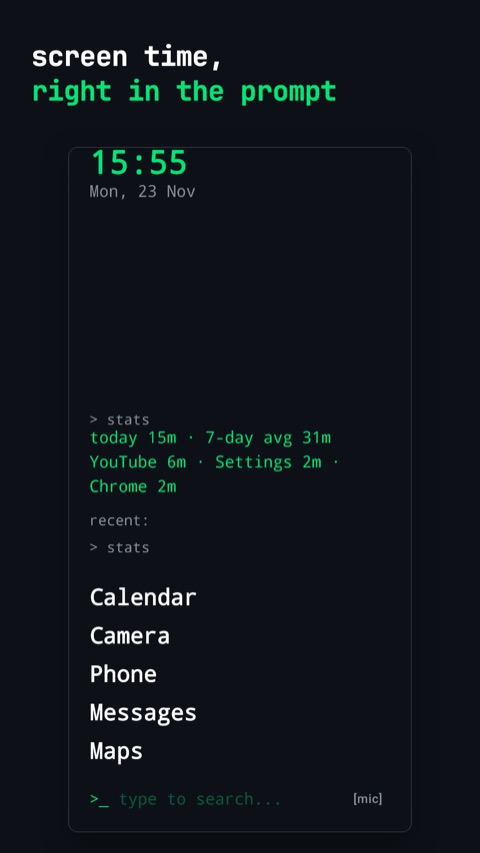 screen time,
right in the prompt
15:55
Mon, 23 Nov
> stats
today 15m · 7-day avg 31m
YouTube 6m · Settings 2m ·
Chrome 2m
recent:
> stats
Calendar
Camera
Phone
Messages
Maps
>_ type to search... [mic]